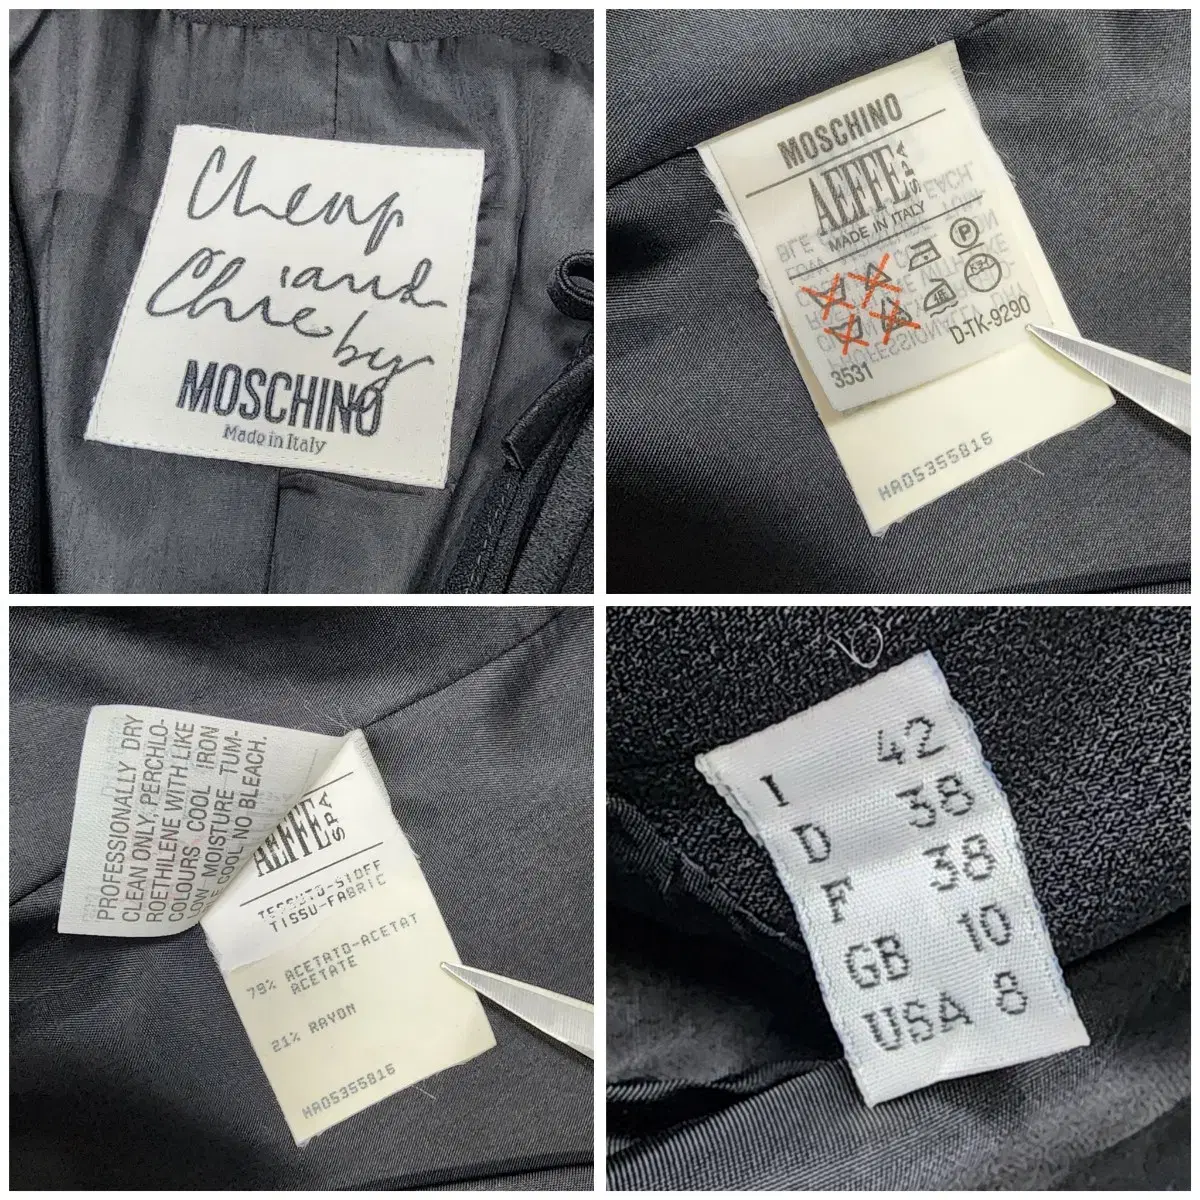 Cheap
and
Chic by
MOSCHINO
Made in Italy
MOSCHINO
AEFFE SPA
MADE IN ITALY
P
3531
D-TK-9290
HA05355816
PROFESSIONALLY DRY
CLEAN ONLY. PERCHLO-
ROETHILENE WITH LIKE
COLOURS COOL IRON
LOW MOISTURE TUM-
COOL NO BLEACH.
AEFFE SPA
TESSUTO-STOFF
TISSU-FABRIC
79% ACETATO-ACETAT
ACETATE
21% RAYON
HA05355816
I 42
D 38
F 38
GB 10
USA 8